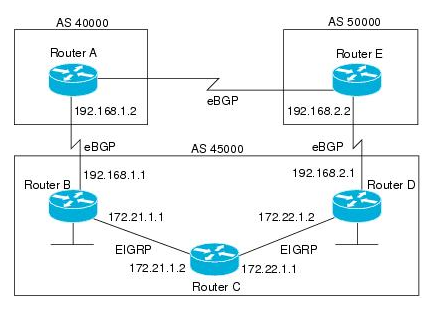 AS 40000
AS 50000
Router A
Router E
eBGP
192.168.1.2
192.168.2.2
eBGP
eBGP
AS 45000
192.168.1.1
192.168.2.1
Router B
Router D
172.21.1.1
172.22.1.2
EIGRP
EIGRP
172.21.1.2
172.22.1.1
Router C